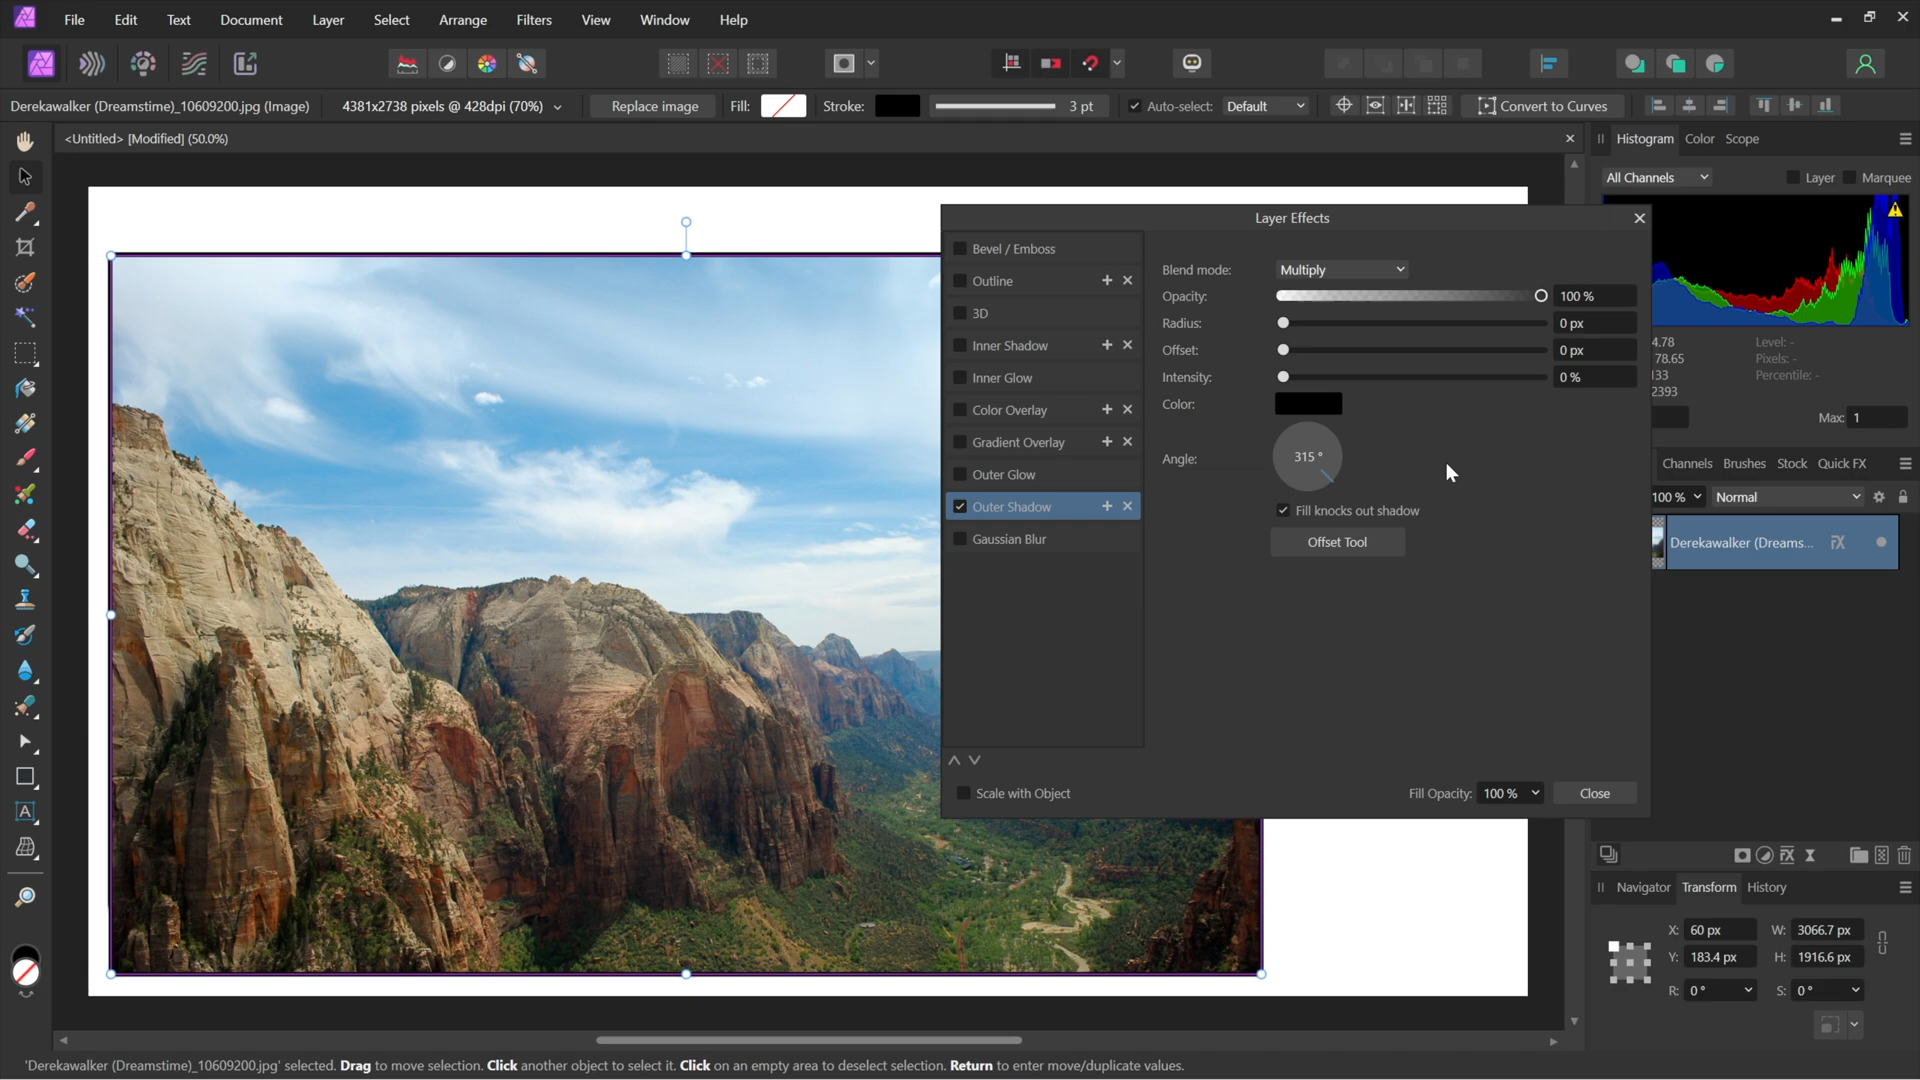 File Edit Text Document Layer Select Arrange Filters View Window Help
Derekawalker (Dreamstime)_10609200.jpg (Image) 4381x2738 pixels @ 428dpi (70%) Replace image Fill: Stroke: 3 pt Auto-select: Default Convert to Curves
<Untitled> [Modified] (50.0%)
Histogram Color Scope
All Channels Layer Marquee
Layer Effects
Bevel / Emboss
Outline
3D
Inner Shadow
Inner Glow
Color Overlay
Gradient Overlay
Outer Glow
Outer Shadow
Gaussian Blur
Blend mode: Multiply
Opacity: 100 %
Radius: 0 px
Offset: 0 px
Intensity: 0 %
Color:
Angle: 315 °
Fill knocks out shadow
Offset Tool
Scale with Object
Fill Opacity: 100 % Close
4.78 Level: -
78.65 Pixels: -
133 Percentile: -
2393
Max: 1
Channels Brushes Stock Quick FX
100 % Normal
Derekawalker (Dreams...
Navigator Transform History
X: 60 px W: 3066.7 px
Y: 183.4 px H: 1916.6 px
R: 0 ° S: 0 °
'Derekawalker (Dreamstime)_10609200.jpg' selected. Drag to move selection. Click another object to select it. Click on an empty area to deselect selection. Return to enter move/duplicate values.